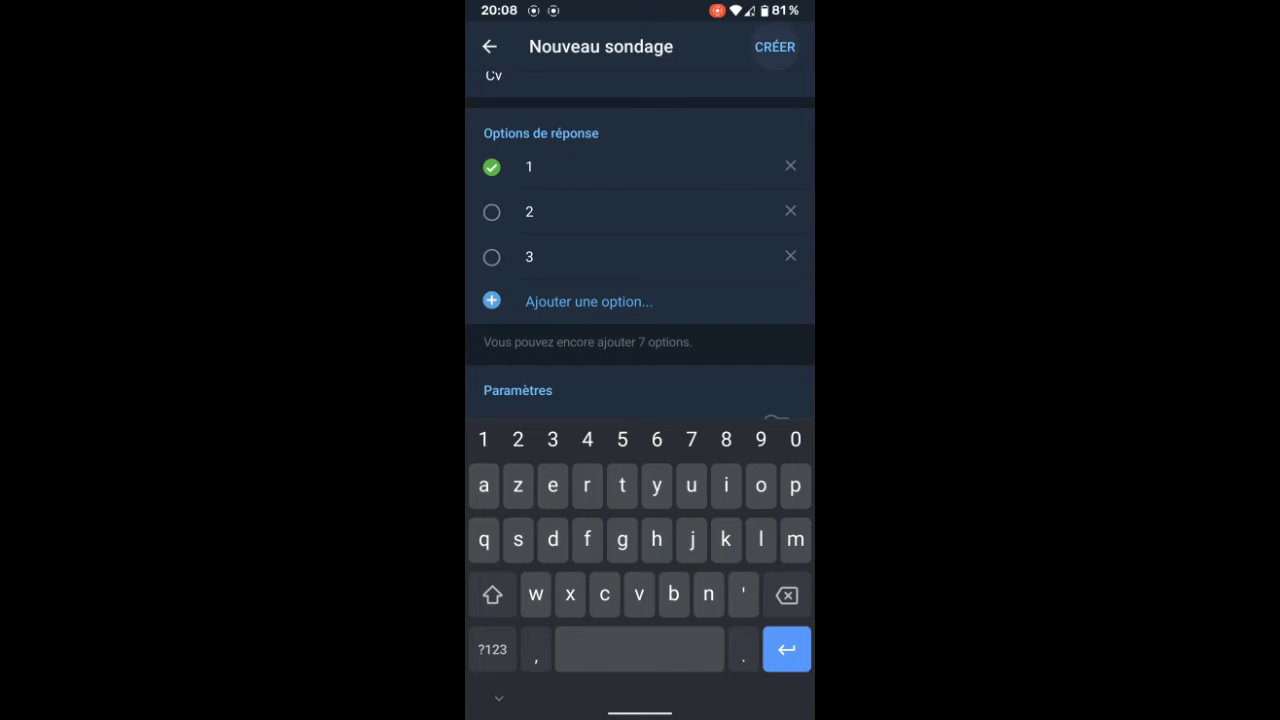 20:08 81%
Nouveau sondage CRÉER
Cv
Options de réponse
1
2
3
Ajouter une option...
Vous pouvez encore ajouter 7 options.
Paramètres
1 2 3 4 5 6 7 8 9 0
a z e r t y u i o p
q s d f g h j k l m
w x c v b n '
?123 , .